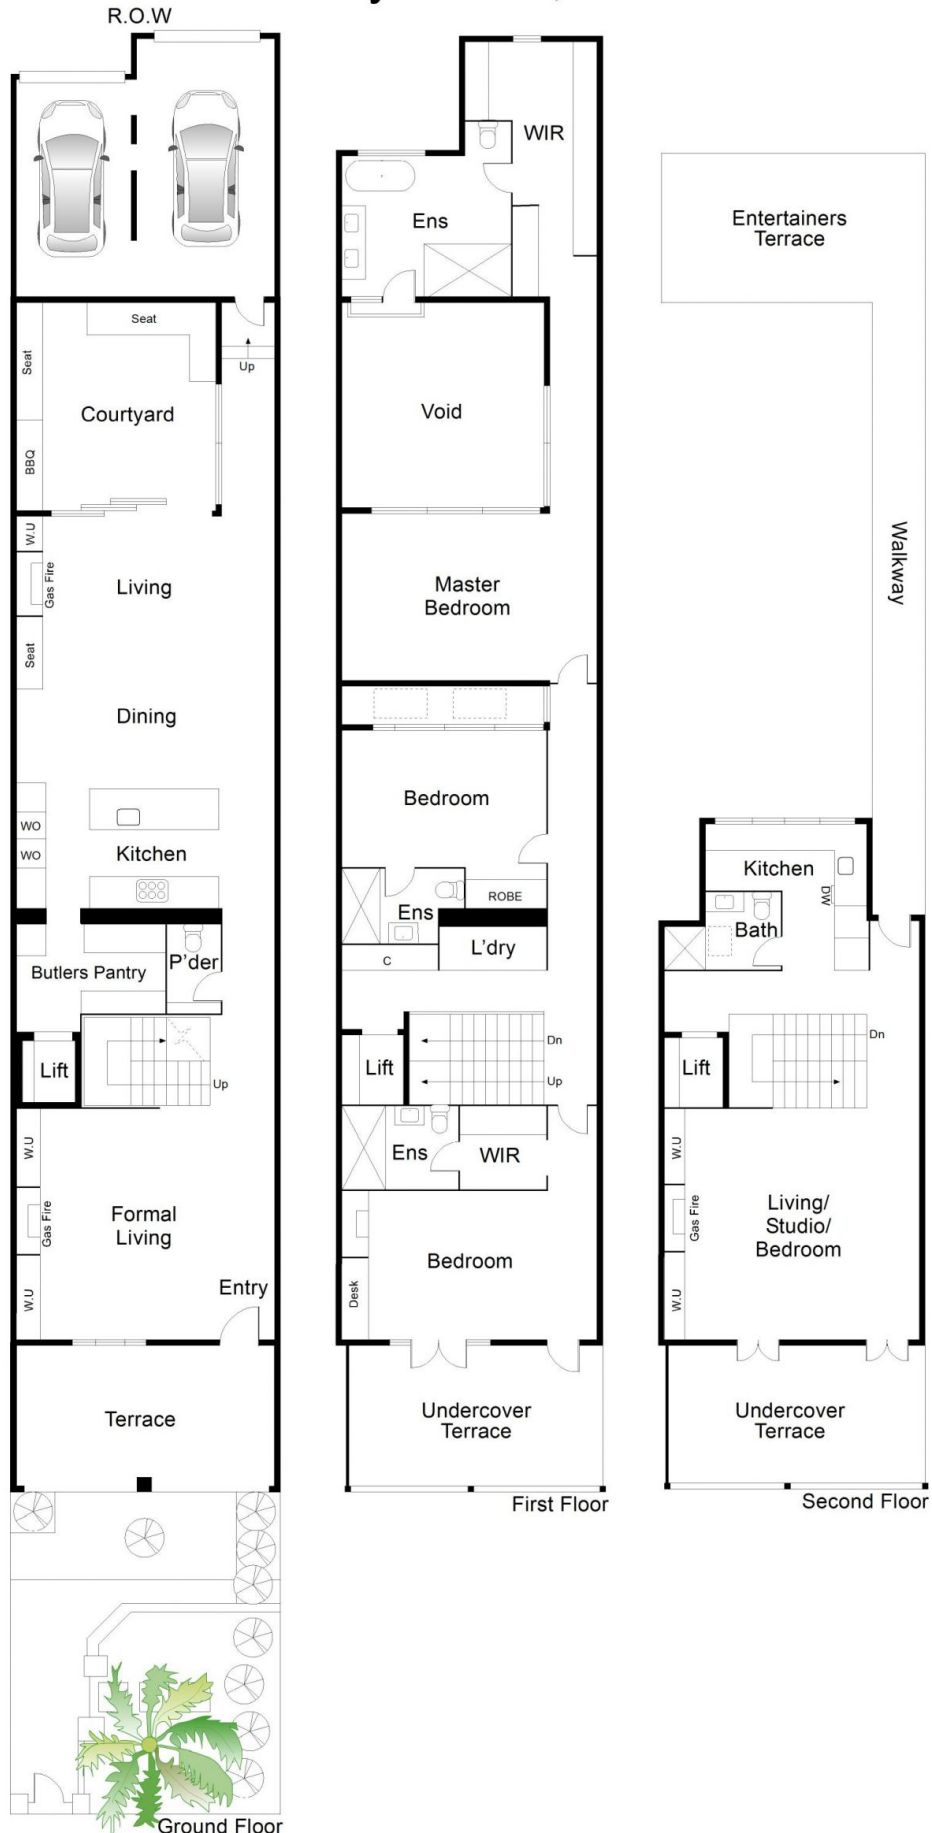 R.O.W
Seat
Seat
Up
Courtyard
BBQ
W.U
Gas Fire
Living
Seat
Dining
WO
WO
Kitchen
Butlers Pantry
P'der
Lift
Up
W.U
Gas Fire
Formal
Living
W.U
Entry
Terrace
Ground Floor
WIR
Ens
Void
Master
Bedroom
Bedroom
ROBE
Ens
C
L'dry
Lift
Dn
Up
Ens
WIR
Bedroom
Desk
Undercover
Terrace
First Floor
Entertainers
Terrace
Walkway
Kitchen
DW
Bath
Lift
Dn
W.U
Gas Fire
Living/
Studio/
Bedroom
W.U
Undercover
Terrace
Second Floor